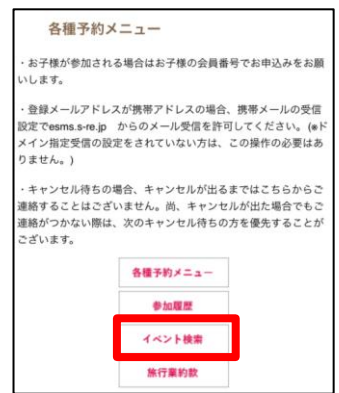 各種予約メニュー
・お子様が参加される場合はお子様の会員番号でお申込みをお願
いします。
・登録メールアドレスが携帯アドレスの場合、携帯メールの受信
設定でesms.s-re.jp　からのメール受信を許可してください。(※ド
メイン指定受信の設定をされていない方は、この操作の必要はあ
りません。)
・キャンセル待ちの場合、キャンセルが出るまではこちらからご
連絡することはございません。尚、キャンセルが出た場合でもご
連絡がつかない際は、次のキャンセル待ちの方を優先することが
ございます。
各種予約メニュー
参加履歴
イベント検索
旅行業約款